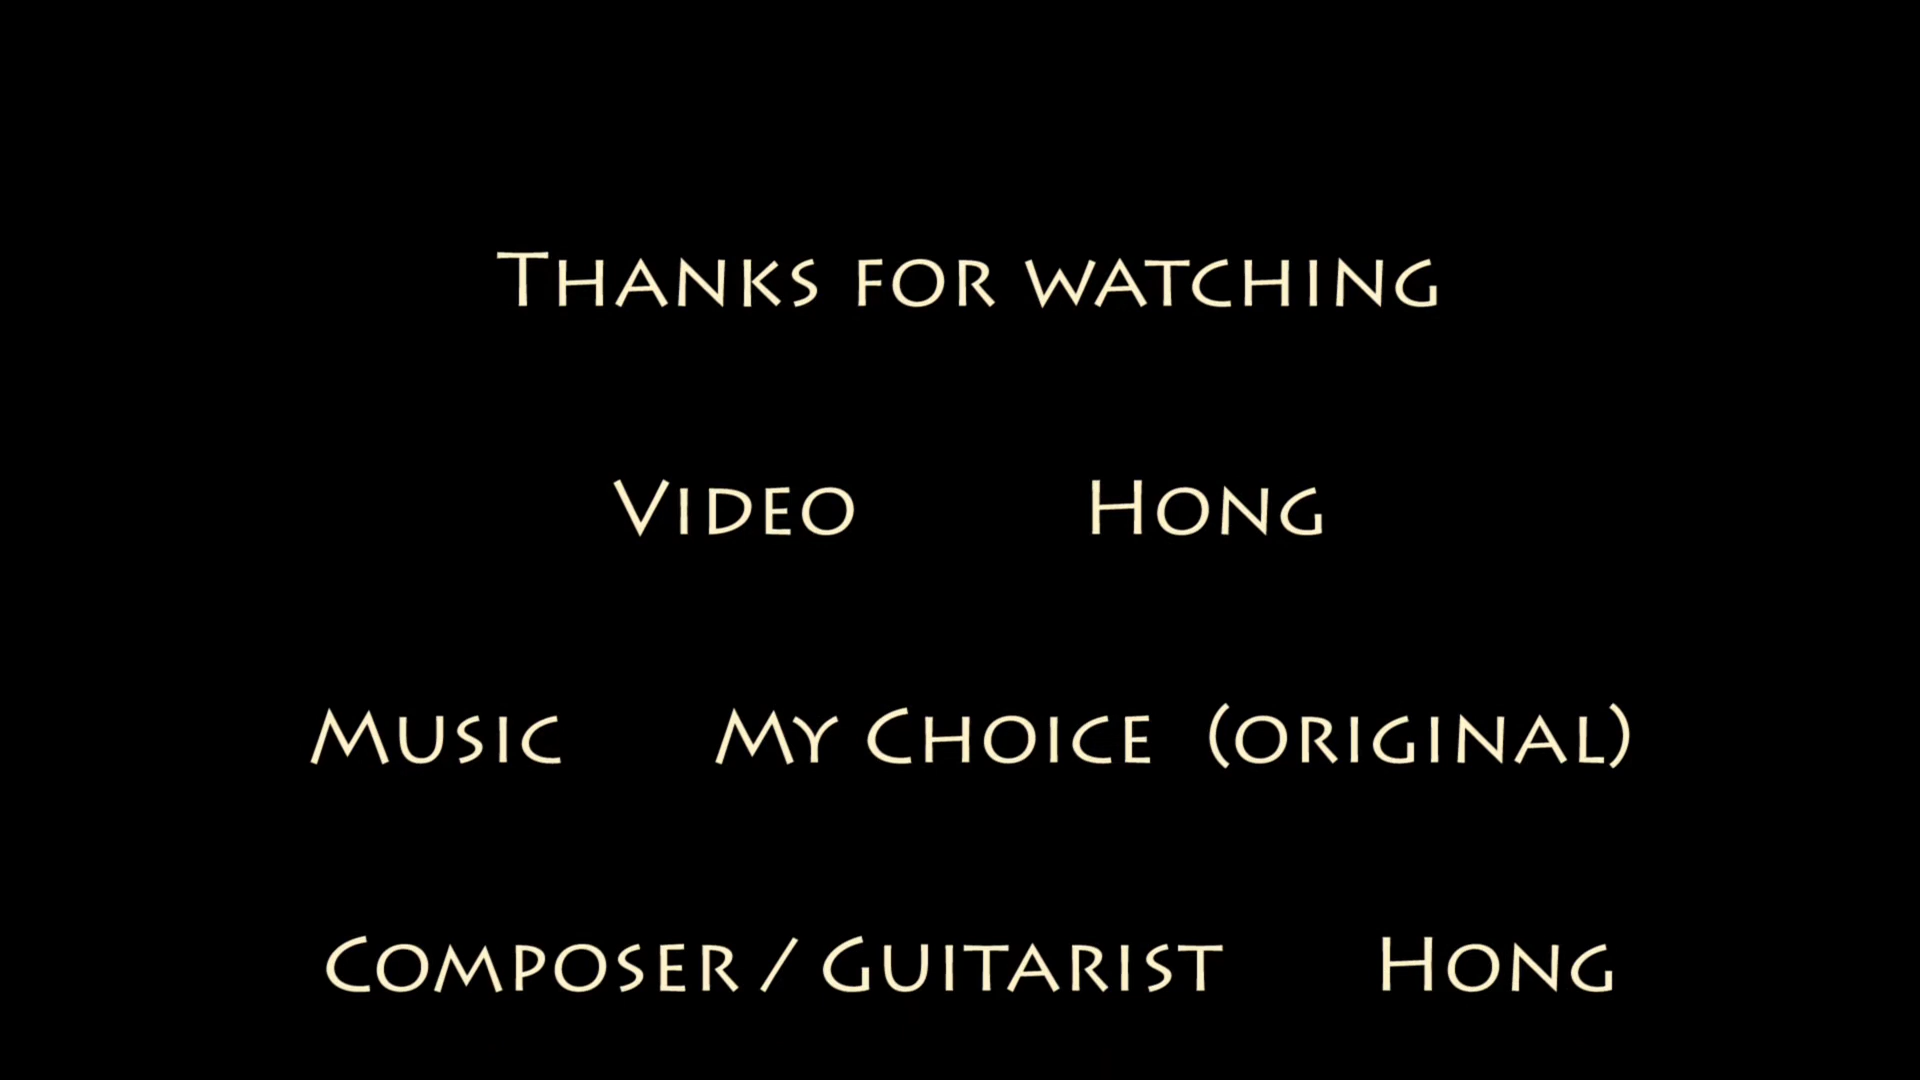 Thanks for watching
Video Hong
Music My Choice (original)
Composer / Guitarist Hong